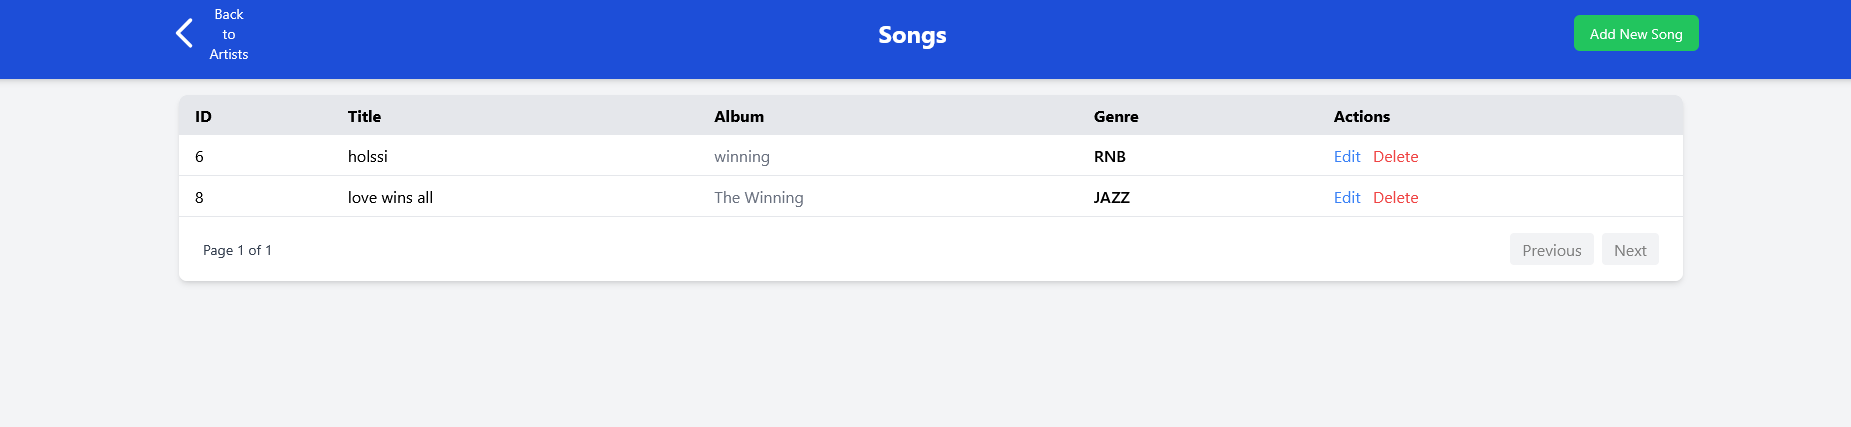 Back
to
Artists
Songs
Add New Song
ID Title Album Genre Actions
6 holssi winning RNB Edit Delete
8 love wins all The Winning JAZZ Edit Delete
Page 1 of 1 Previous Next